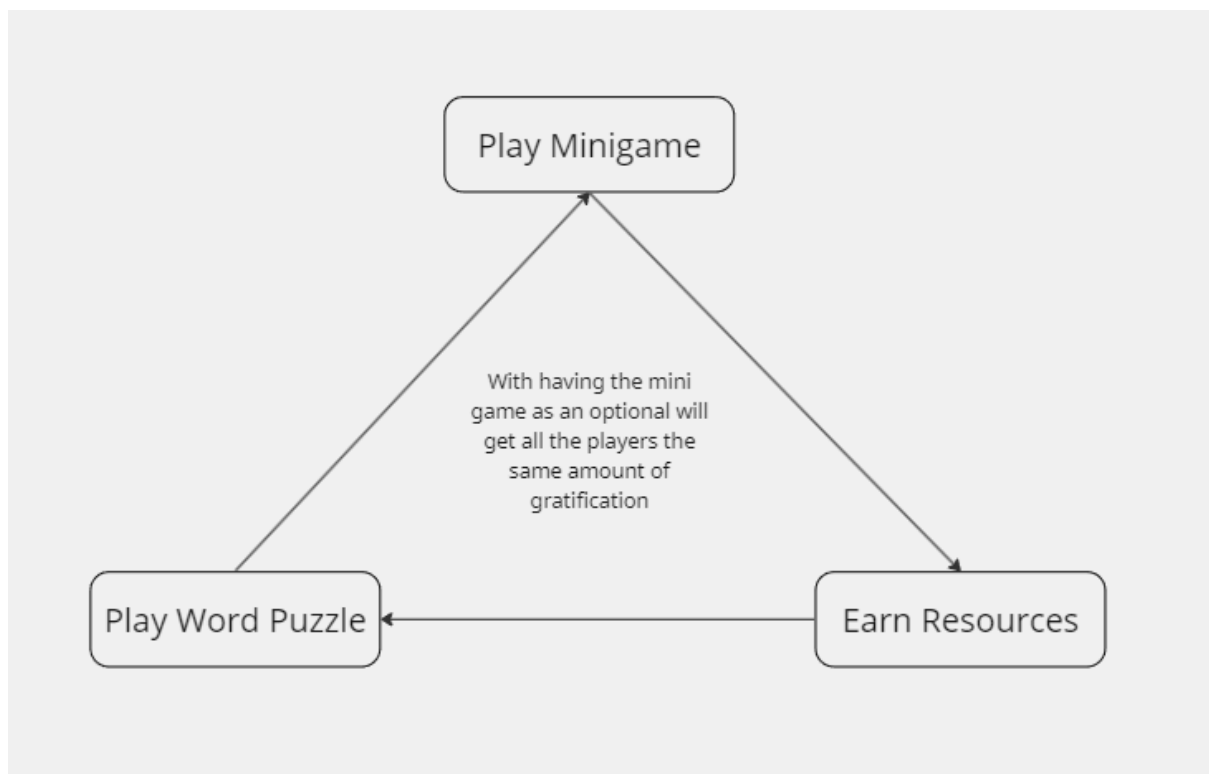 Play Minigame
With having the mini
game as an optional will
get all the players the
same amount of
gratification
Play Word Puzzle
Earn Resources